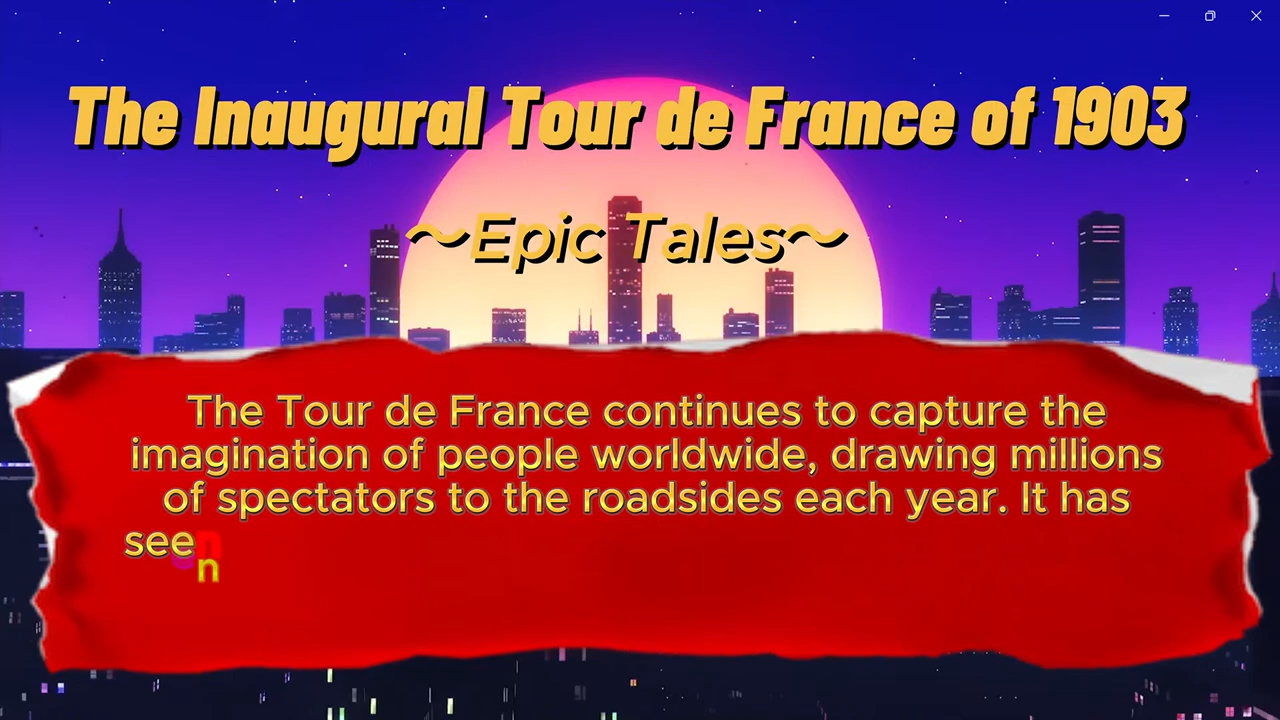 The Inaugural Tour de France of 1903
～Epic Tales～
The Tour de France continues to capture the
imagination of people worldwide, drawing millions
of spectators to the roadsides each year. It has
seen